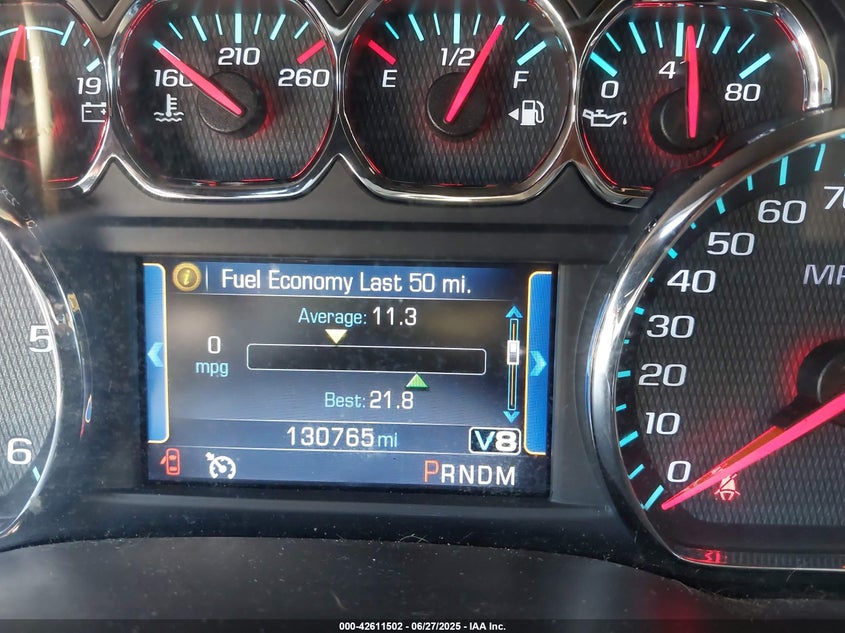 19
160 210 260
E 1/2 F
0 4 80
Fuel Economy Last 50 mi.
Average: 11.3
0
mpg
Best: 21.8
130765 mi V8
PRNDM
5
6
0 10 20 30 40 50 60
000-42611502 - 06/27/2025 - IAA Inc.